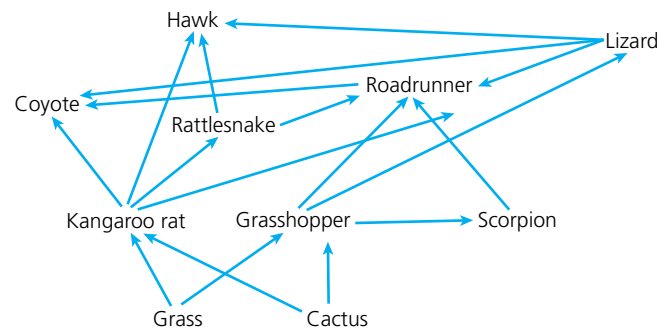 Hawk
Lizard
Roadrunner
Coyote
Rattlesnake
Kangaroo rat
Grasshopper
Scorpion
Grass
Cactus